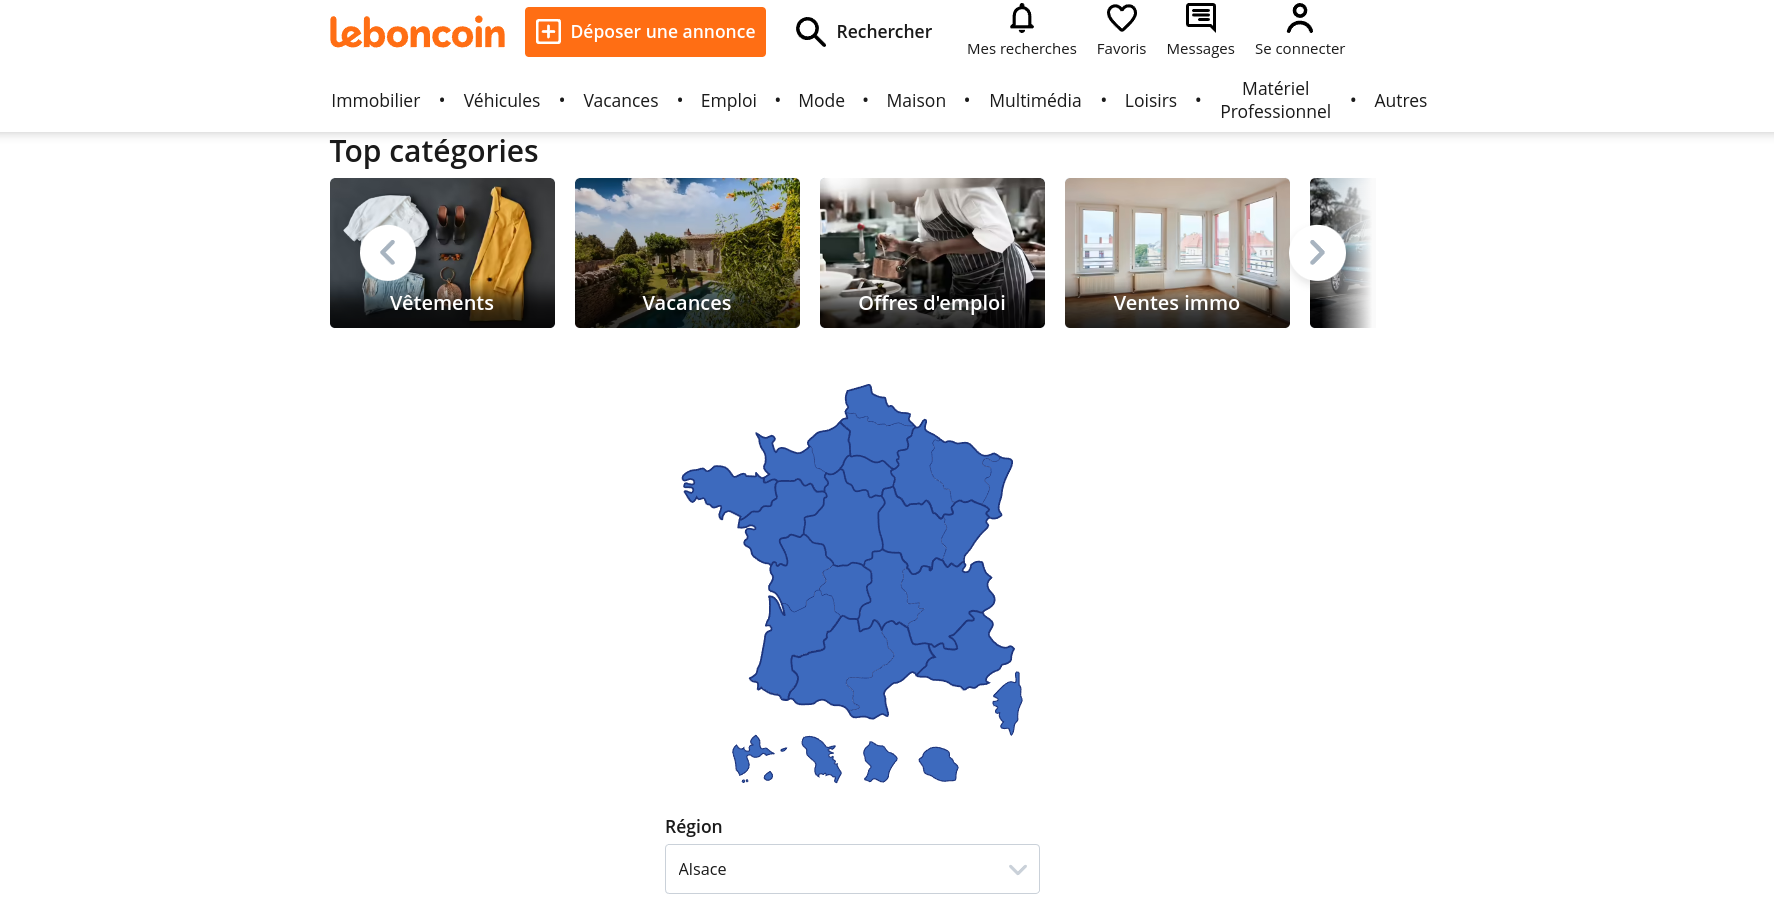 leboncoin
Déposer une annonce
Rechercher
Mes recherches
Favoris
Messages
Se connecter
Immobilier • Véhicules • Vacances • Emploi • Mode • Maison • Multimédia • Loisirs • Matériel Professionnel • Autres
Top catégories
Vêtements
Vacances
Offres d'emploi
Ventes immo
Région
Alsace